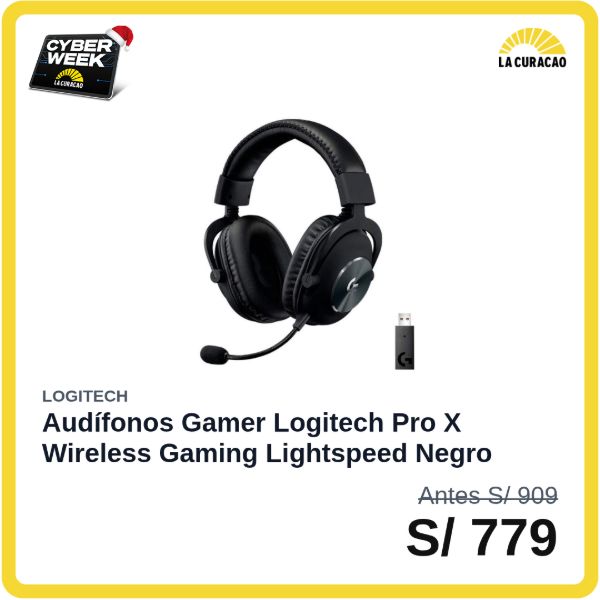 CYBER
WEEK
LA CURACAO
LA CURACAO
LOGITECH
Audífonos Gamer Logitech Pro X
Wireless Gaming Lightspeed Negro
Antes S/ 909
S/ 779